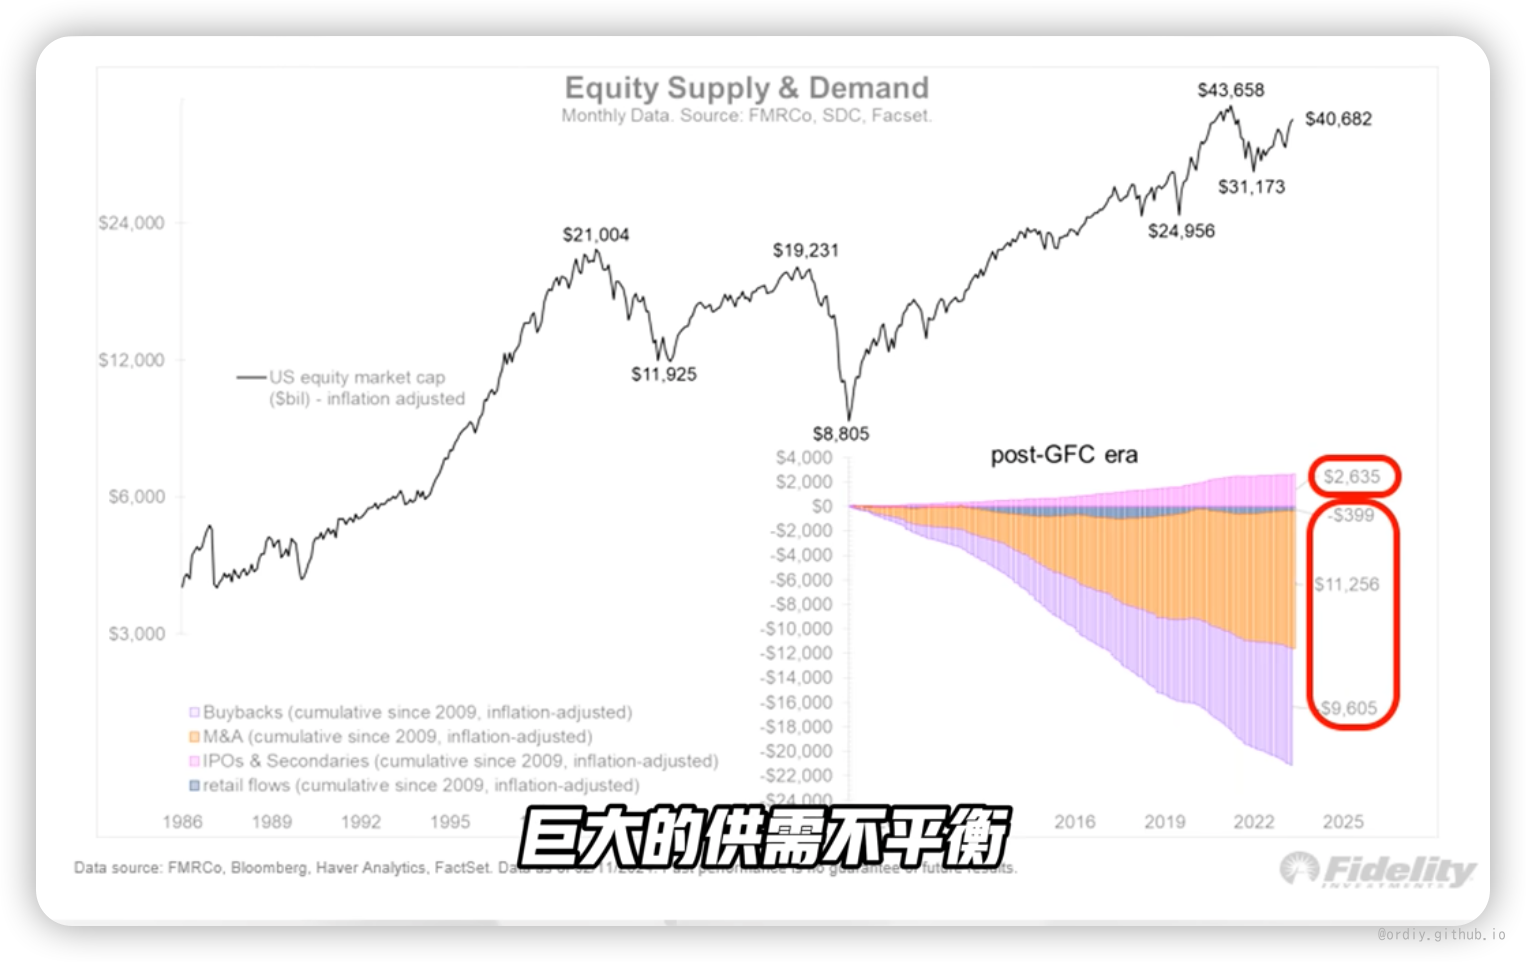 Equity Supply & Demand
Monthly Data. Source: FMRCo, SDC, Facset.
$43,658
$40,682
$31,173
$24,956
$24,000
$21,004
$19,231
$12,000
$11,925
US equity market cap
($bil) - inflation adjusted
$8,805
$6,000
$3,000
post-GFC era
$4,000
$2,000
$0
-$2,000
-$4,000
-$6,000
-$8,000
-$10,000
-$12,000
-$14,000
-$16,000
-$18,000
-$20,000
-$22,000
-$24,000
$2,635
-$399
$11,256
$9,605
Buybacks (cumulative since 2009, inflation-adjusted)
M&A (cumulative since 2009, inflation-adjusted)
IPOs & Secondaries (cumulative since 2009, inflation-adjusted)
retail flows (cumulative since 2009, inflation-adjusted)
1986 1989 1992 1995 2016 2019 2022 2025
巨大的供需不平衡
Data source: FMRCo, Bloomberg, Haver Analytics, FactSet. Data as of Past performance is no guarantee of future results.
Fidelity
INVESTMENTS
@ordiy.github.io